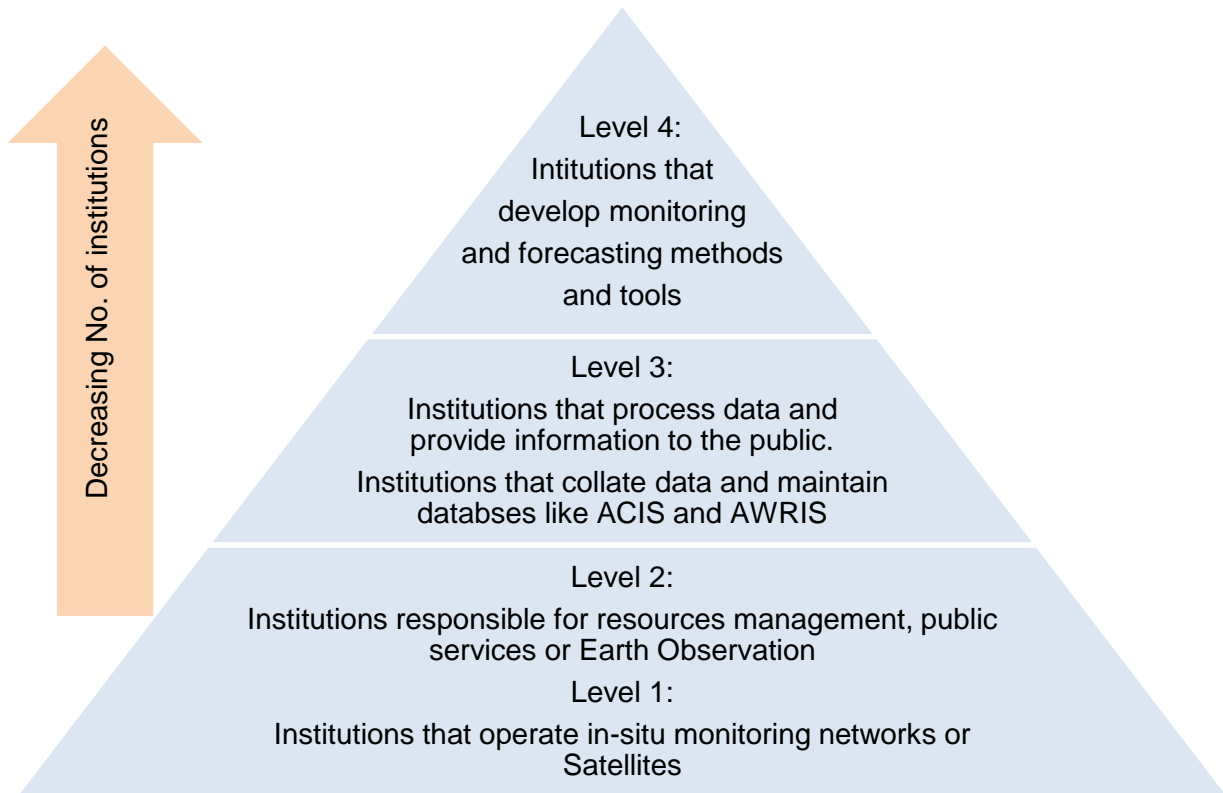 Decreasing No. of institutions
Level 4:
Intitutions that
develop monitoring
and forecasting methods
and tools
Level 3:
Institutions that process data and
provide information to the public.
Institutions that collate data and maintain
databses like ACIS and AWRIS
Level 2:
Institutions responsible for resources management, public
services or Earth Observation
Level 1:
Institutions that operate in-situ monitoring networks or
Satellites